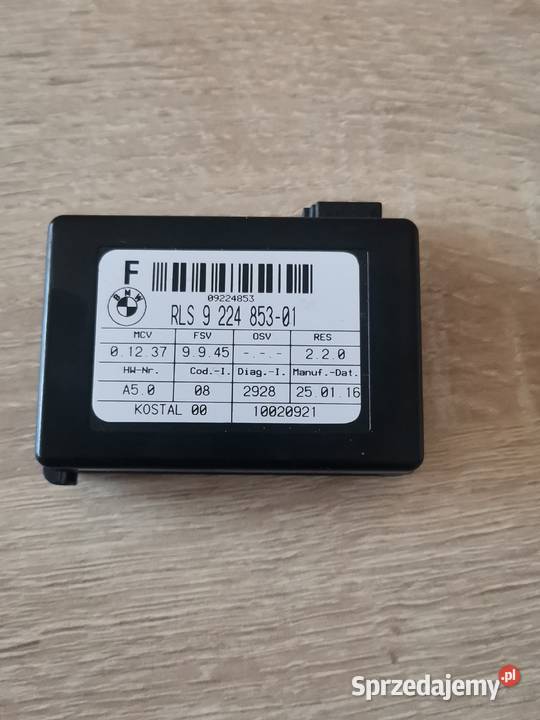 F
09224853
BMW
RLS 9 224 853-01
MCV FSV OSV RES
0.12.37 9.9.45 -.-.- 2.2.0
HW-Nr. Cod.-I. Diag.-I. Manuf.-Dat.
A5.0 08 2928 25.01.16
KOSTAL 00 10020921
Sprzedajemy.pl